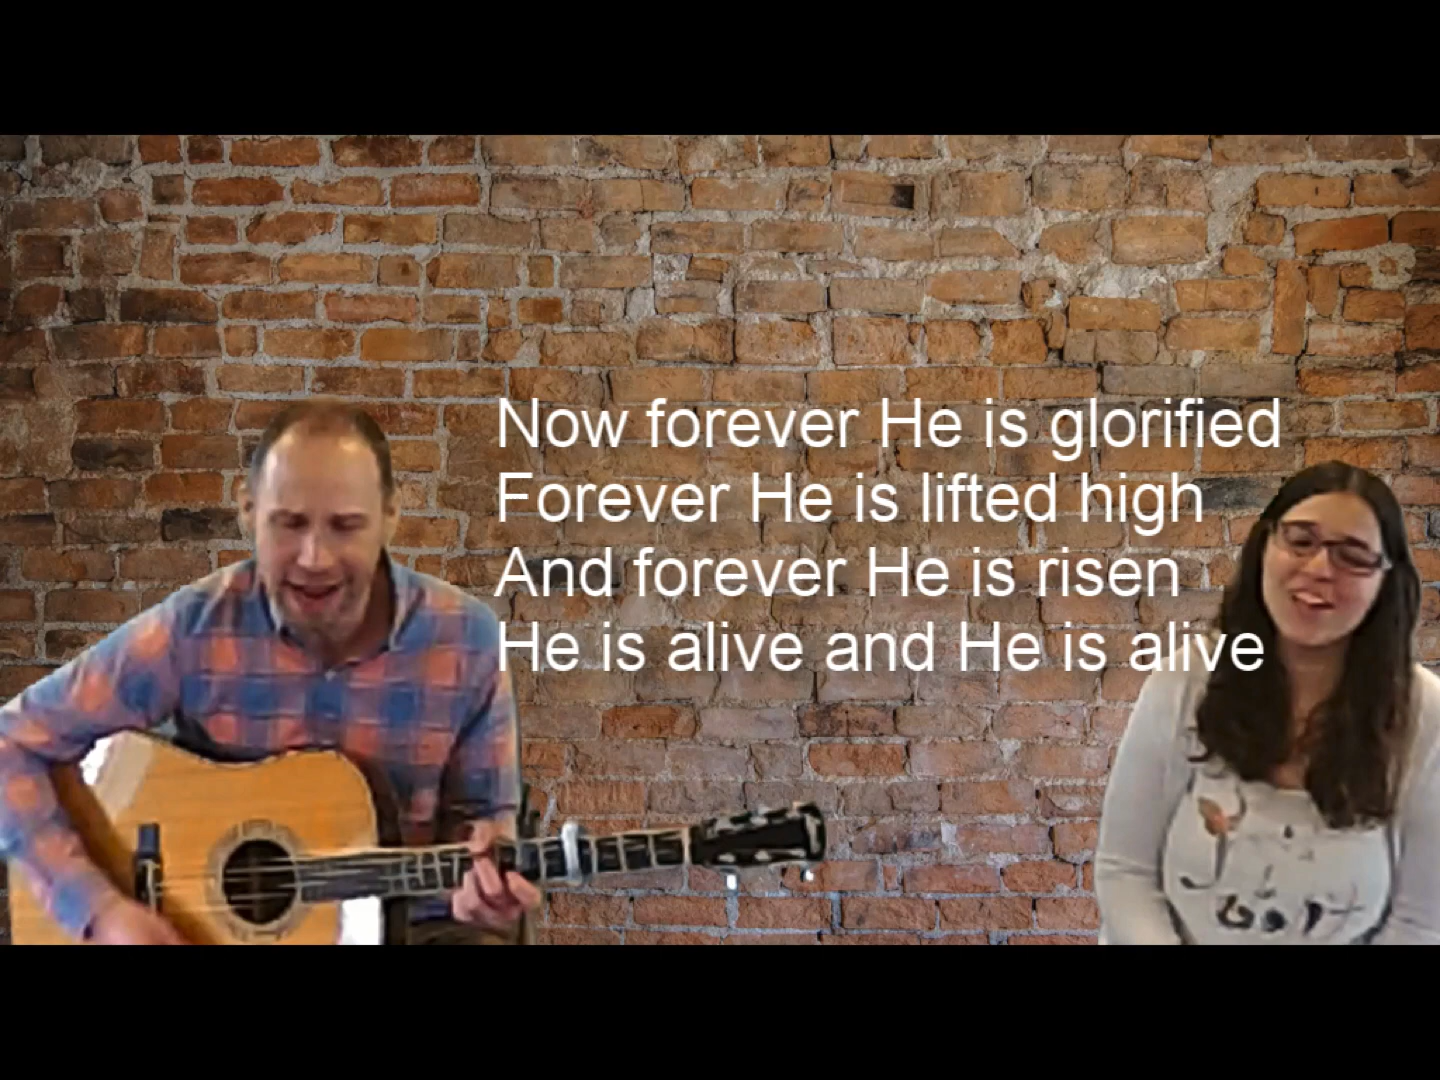 Now forever He is glorified
Forever He is lifted high
And forever He is risen
He is alive and He is alive